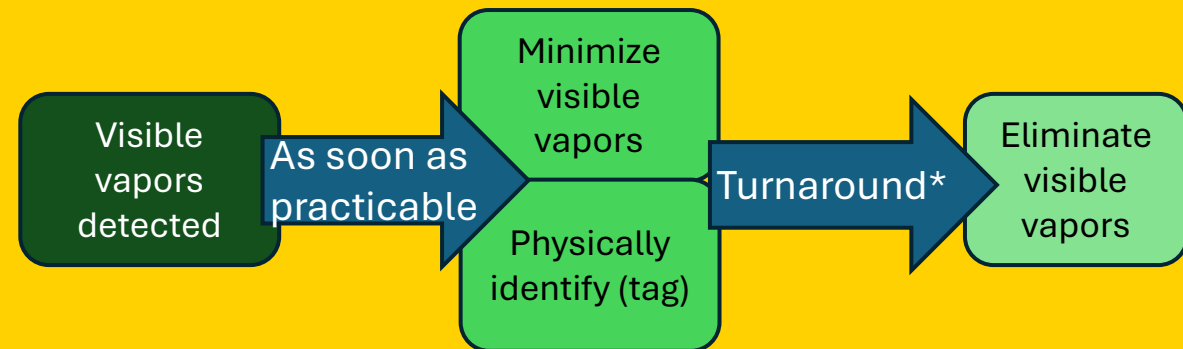 Visible
vapors
detected
As soon as
practicable
Minimize
visible
vapors
Physically
identify (tag)
Turnaround*
Eliminate
visible
vapors